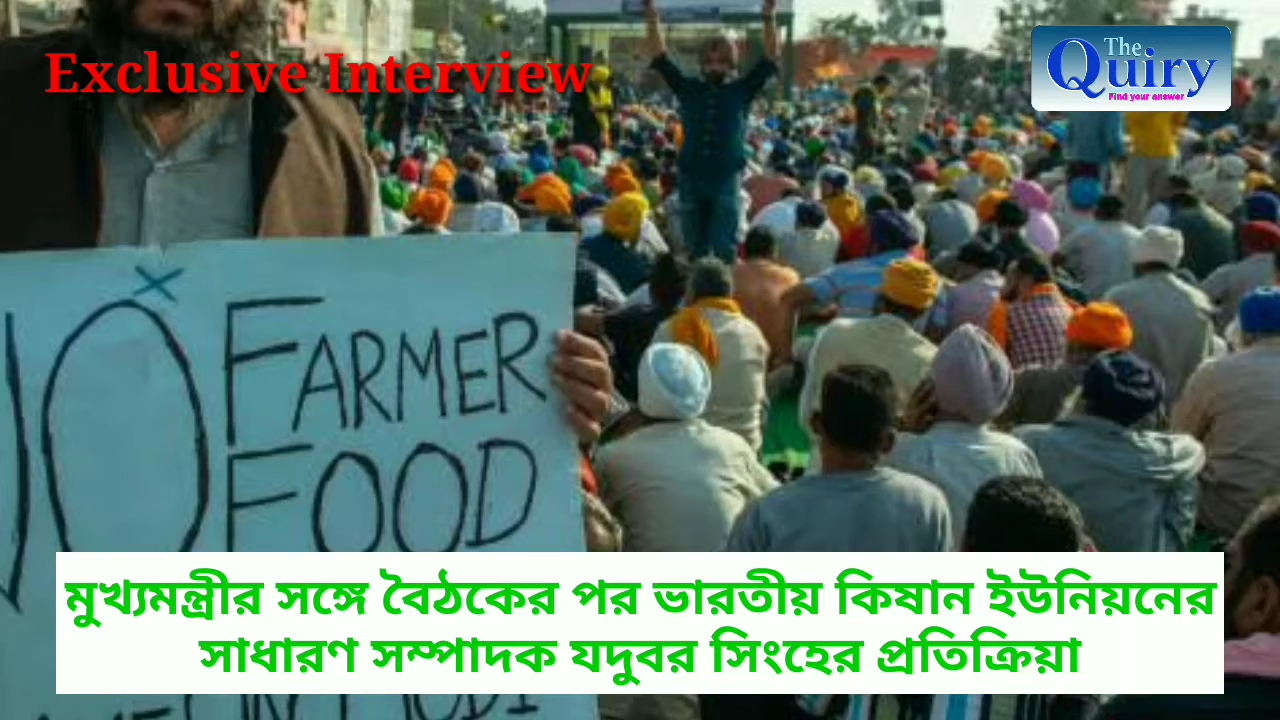 Exclusive Interview
The
Quiry
Find your answer
NO FARMER
FOOD
মুখ্যমন্ত্রীর সঙ্গে বৈঠকের পর ভারতীয় কিষান ইউনিয়নের
সাধারণ সম্পাদক যদুবর সিংহের প্রতিক্রিয়া